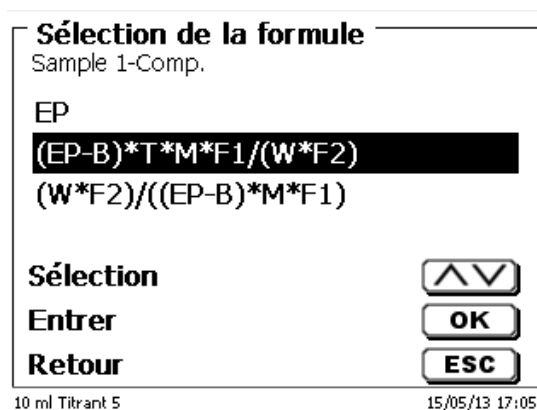 Sélection de la formule
Sample 1-Comp.
EP
(EP-B)*T*M*F1/(W*F2)
(W*F2)/((EP-B)*M*F1)
Sélection
Entrer OK
Retour ESC
10 ml Titrant 5 15/05/13 17:05